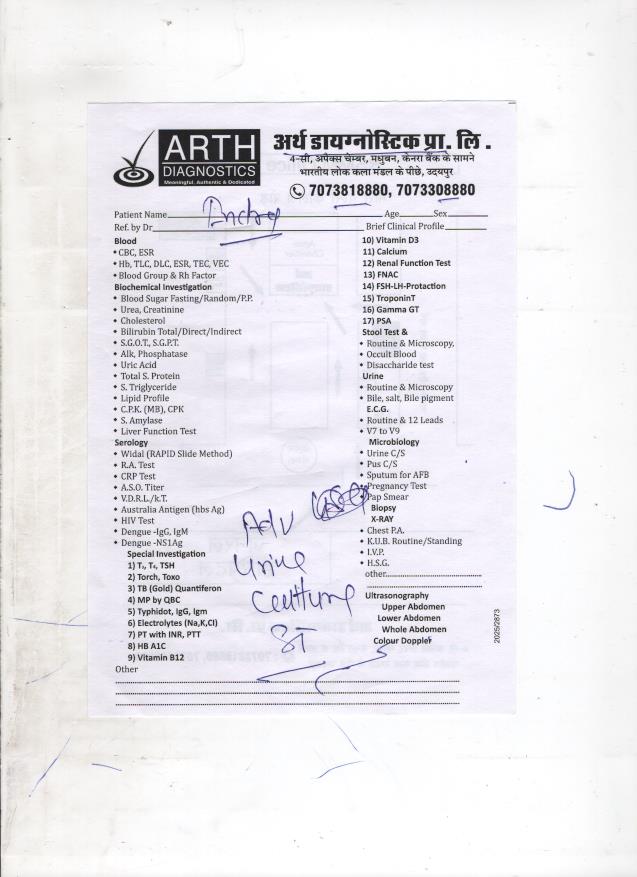 ARTH
DIAGNOSTICS
Meaningful, Authentic & Dedicated
अर्थ डायग्नोस्टिक प्रा. लि.
4-सी, अपेक्स चेम्बर, मधुबन, केनरा बैंक के सामने
भारतीय लोक कला मंडल के पीछे, उदयपुर
7073818880, 7073308880
Patient Name Age Sex
Ref. by Dr Brief Clinical Profile
Blood
• CBC, ESR
• Hb, TLC, DLC, ESR, TEC, VEC
• Blood Group & Rh Factor
Biochemical Investigation
• Blood Sugar Fasting/Random/P.P.
• Urea, Creatinine
• Cholesterol
• Bilirubin Total/Direct/Indirect
• S.G.O.T., S.G.P.T.
• Alk, Phosphatase
• Uric Acid
• Total S. Protein
• S. Triglyceride
• Lipid Profile
• C.P.K. (MB), CPK
• S. Amylase
• Liver Function Test
Serology
• Widal (RAPID Slide Method)
• R.A. Test
• CRP Test
• A.S.O. Titer
• V.D.R.L./k.T.
• Australia Antigen (hbs Ag)
• HIV Test
• Dengue -IgG, IgM
• Dengue -NS1Ag
Special Investigation
1) T₃, T₄, TSH
2) Torch, Toxo
3) TB (Gold) Quantiferon
4) MP by QBC
5) Typhidot, IgG, Igm
6) Electrolytes (Na,K,Cl)
7) PT with INR, PTT
8) HB A1C
9) Vitamin B12
Other
10) Vitamin D3
11) Calcium
12) Renal Function Test
13) FNAC
14) FSH-LH-Protaction
15) TroponinT
16) Gamma GT
17) PSA
Stool Test &
• Routine & Microscopy,
• Occult Blood
• Disaccharide test
Urine
• Routine & Microscopy
• Bile, salt, Bile pigment
E.C.G.
• Routine & 12 Leads
• V7 to V9
Microbiology
• Urine C/S
• Pus C/S
• Sputum for AFB
• Pregnancy Test
• Pap Smear
Biopsy
X-RAY
• Chest P.A.
• K.U.B. Routine/Standing
• I.V.P.
• H.S.G.
other
Ultrasonography
Upper Abdomen
Lower Abdomen
Whole Abdomen
Colour Doppler
2025/2873
Adv
Urine
Culture